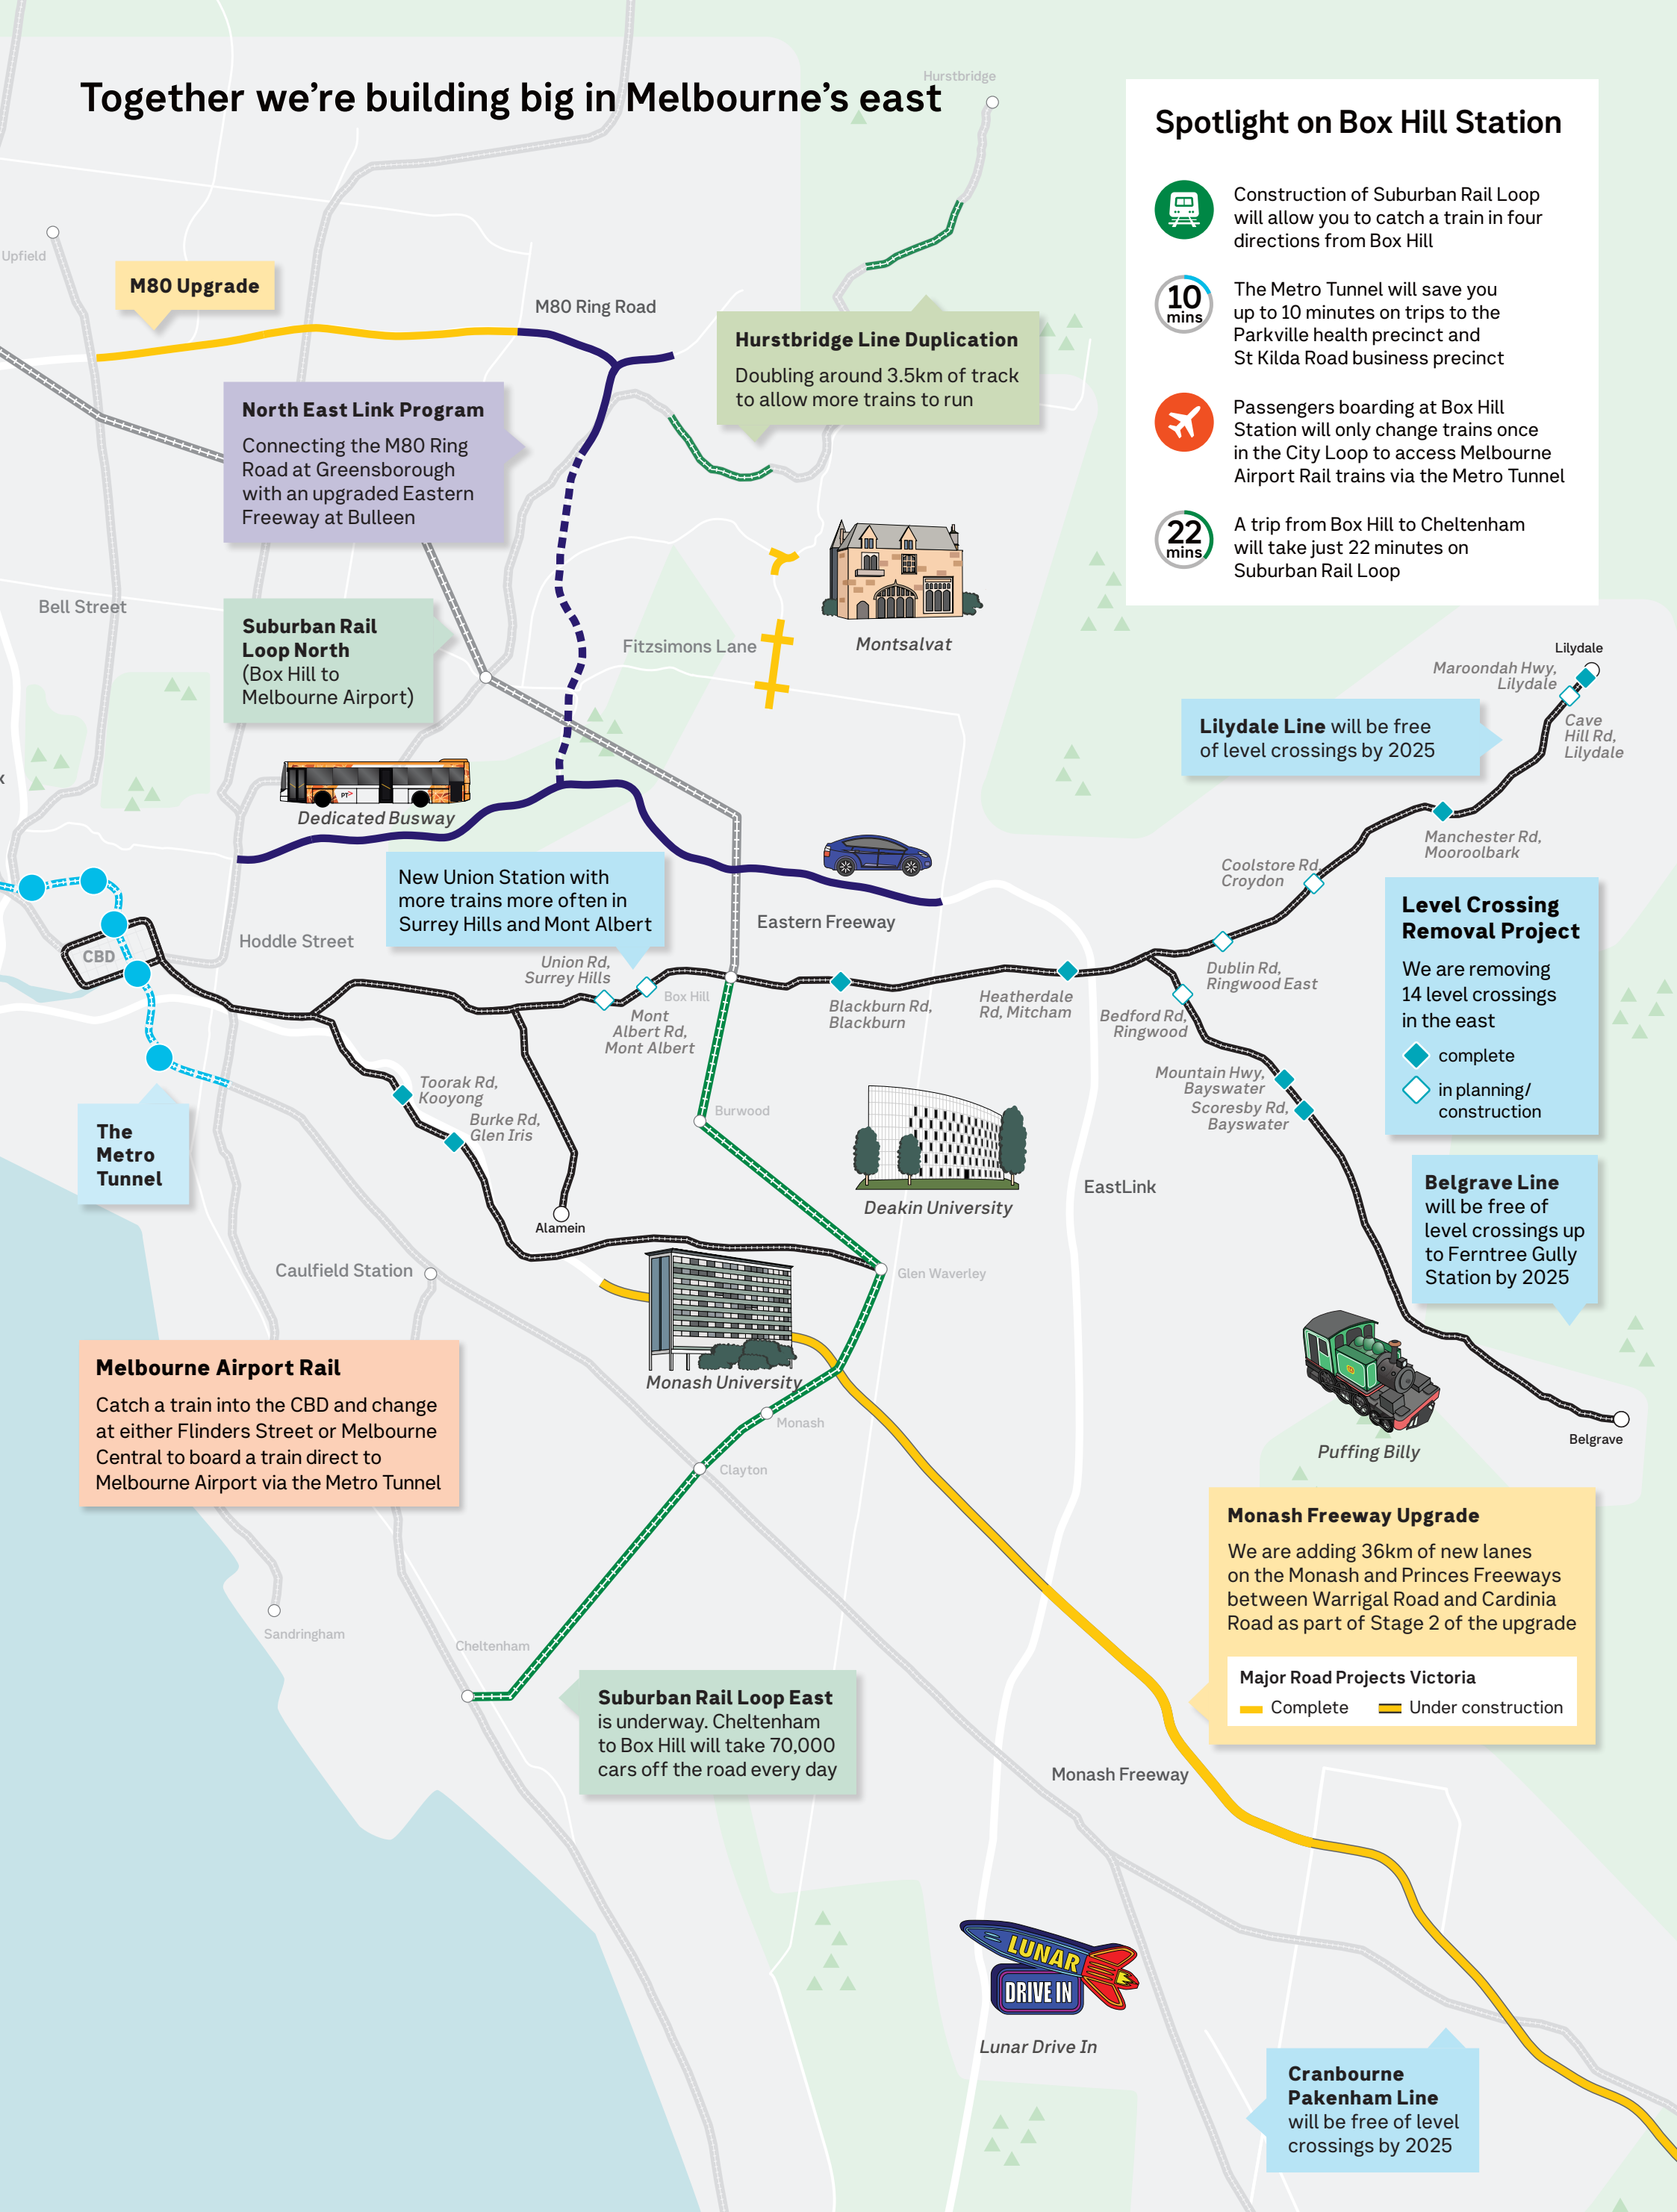 Together we're building big in Melbourne's east
Hurstbridge
Spotlight on Box Hill Station
Construction of Suburban Rail Loop
will allow you to catch a train in four
directions from Box Hill
10
mins
The Metro Tunnel will save you
up to 10 minutes on trips to the
Parkville health precinct and
St Kilda Road business precinct
Passengers boarding at Box Hill
Station will only change trains once
in the City Loop to access Melbourne
Airport Rail trains via the Metro Tunnel
22
mins
A trip from Box Hill to Cheltenham
will take just 22 minutes on
Suburban Rail Loop
Upfield
M80 Upgrade
M80 Ring Road
Hurstbridge Line Duplication
Doubling around 3.5km of track
to allow more trains to run
North East Link Program
Connecting the M80 Ring
Road at Greensborough
with an upgraded Eastern
Freeway at Bulleen
Bell Street
Suburban Rail
Loop North
(Box Hill to
Melbourne Airport)
Fitzsimons Lane
Montsalvat
Lilydale
Maroondah Hwy,
Lilydale
Cave
Hill Rd,
Lilydale
Lilydale Line will be free
of level crossings by 2025
x
PT>
Dedicated Busway
Manchester Rd,
Mooroolbark
Coolstore Rd,
Croydon
New Union Station with
more trains more often in
Surrey Hills and Mont Albert
Eastern Freeway
Hoddle Street
CBD
Union Rd,
Surrey Hills
Box Hill
Mont
Albert Rd,
Mont Albert
Blackburn Rd,
Blackburn
Heatherdale
Rd, Mitcham
Dublin Rd,
Ringwood East
Bedford Rd,
Ringwood
Level Crossing
Removal Project
We are removing
14 level crossings
in the east
complete
in planning/
construction
Toorak Rd,
Kooyong
Burke Rd,
Glen Iris
Burwood
Mountain Hwy,
Bayswater
Scoresby Rd,
Bayswater
The
Metro
Tunnel
Alamein
Deakin University
EastLink
Belgrave Line
will be free of
level crossings up
to Ferntree Gully
Station by 2025
Caulfield Station
Glen Waverley
Monash University
Melbourne Airport Rail
Catch a train into the CBD and change
at either Flinders Street or Melbourne
Central to board a train direct to
Melbourne Airport via the Metro Tunnel
Monash
Clayton
Puffing Billy
Belgrave
Monash Freeway Upgrade
We are adding 36km of new lanes
on the Monash and Princes Freeways
between Warrigal Road and Cardinia
Road as part of Stage 2 of the upgrade
Major Road Projects Victoria
Complete
Under construction
Sandringham
Cheltenham
Suburban Rail Loop East
is underway. Cheltenham
to Box Hill will take 70,000
cars off the road every day
Monash Freeway
LUNAR
DRIVE IN
Lunar Drive In
Cranbourne
Pakenham Line
will be free of level
crossings by 2025